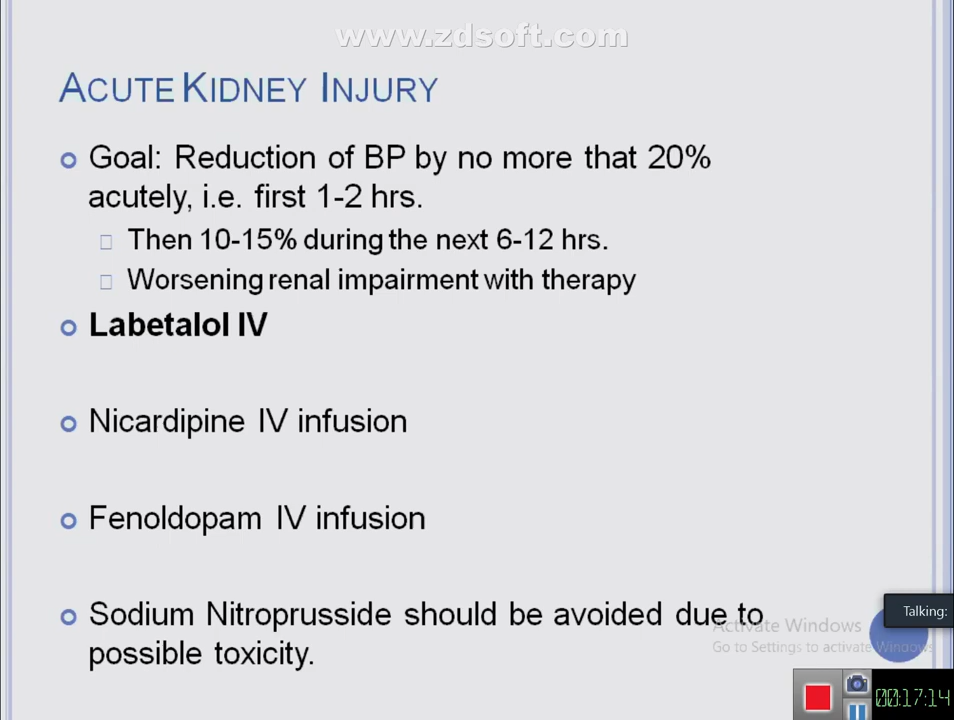 www.zdsoft.com
ACUTE KIDNEY INJURY
Goal: Reduction of BP by no more that 20%
acutely, i.e. first 1-2 hrs.
Then 10-15% during the next 6-12 hrs.
Worsening renal impairment with therapy
Labetalol IV
Nicardipine IV infusion
Fenoldopam IV infusion
Sodium Nitroprusside should be avoided due to
possible toxicity.
Talking:
Activate Windows
Go to Settings to activate Windows.
00:17:14